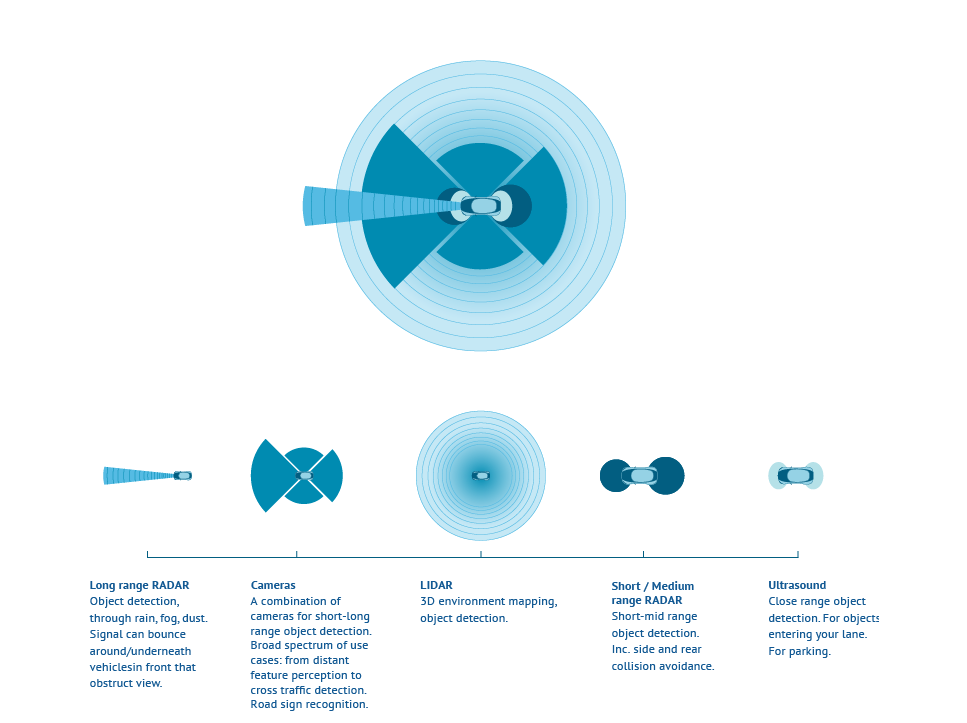 Long range RADAR
Object detection,
through rain, fog, dust.
Signal can bounce
around/underneath
vehiclesin front that
obstruct view.
Cameras
A combination of
cameras for short-long
range object detection.
Broad spectrum of use
cases: from distant
feature perception to
cross traffic detection.
Road sign recognition.
LIDAR
3D environment mapping,
object detection.
Short / Medium
range RADAR
Short-mid range
object detection.
Inc. side and rear
collision avoidance.
Ultrasound
Close range object
detection. For objects
entering your lane.
For parking.